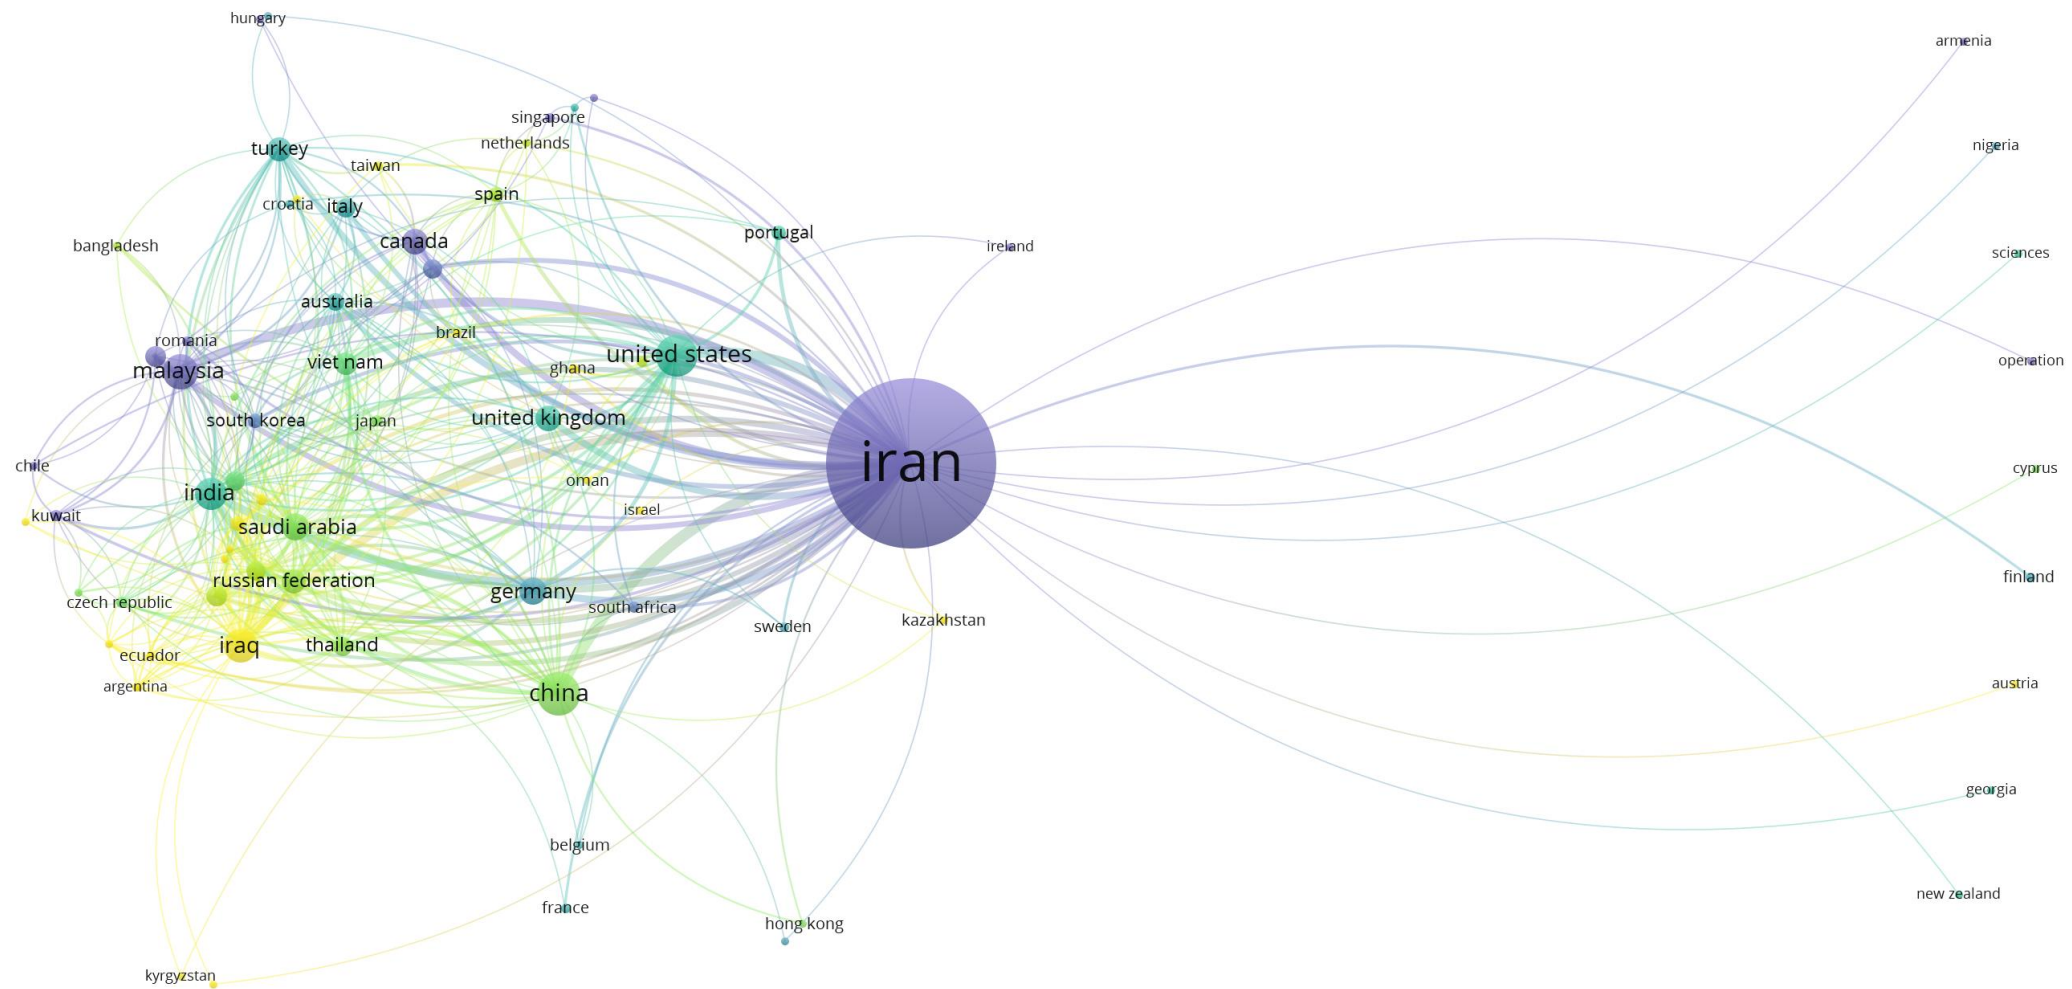 hungary
armenia
singapore
netherlands
turkey
nigeria
taiwan
spain
croatia
italy
canada
portugal
bangladesh
ireland
sciences
australia
brazil
romania
viet nam
united states
operation
malaysia
ghana
south korea
japan
united kingdom
chile
iran
cyprus
india
oman
kuwait
israel
saudi arabia
russian federation
germany
finland
czech republic
south africa
sweden
kazakhstan
iraq
thailand
ecuador
argentina
china
austria
georgia
belgium
new zealand
france
hong kong
kyrgyzstan